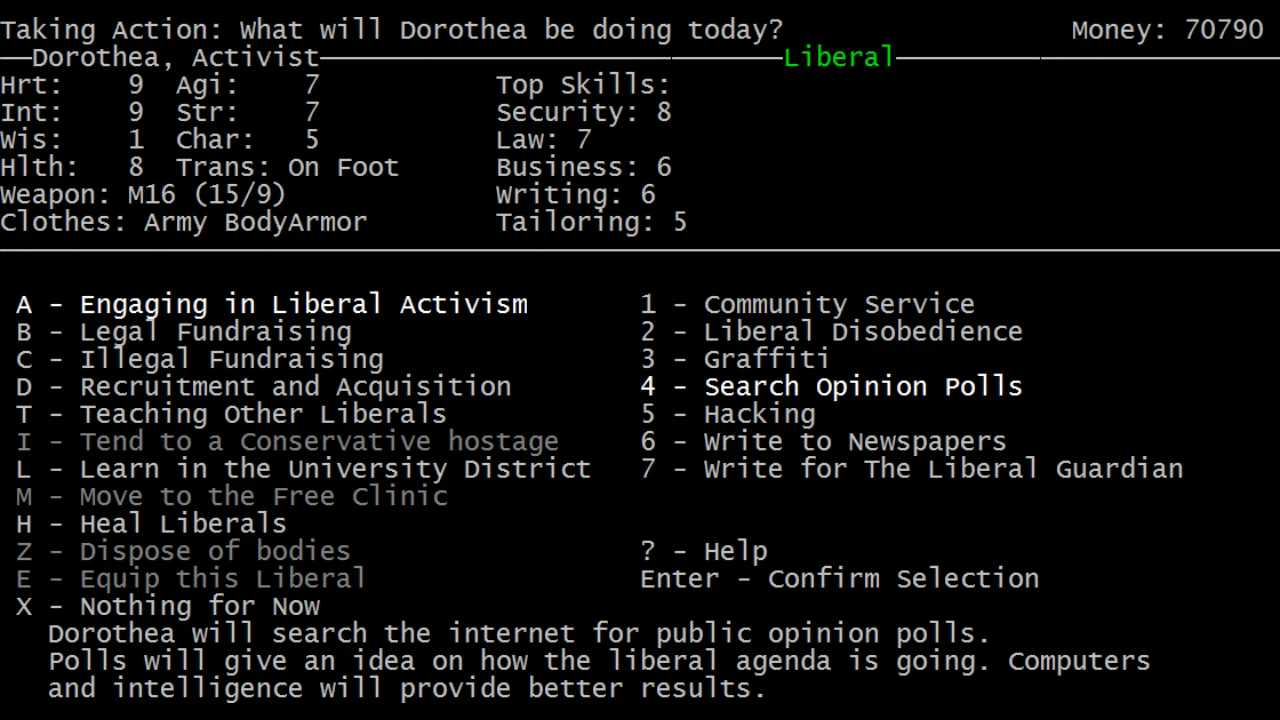 Taking Action: What will Dorothea be doing today? Money: 70790
Dorothea, Activist Liberal
Hrt: 9 Agi: 7 Top Skills:
Int: 9 Str: 7 Security: 8
Wis: 1 Char: 5 Law: 7
Hlth: 8 Trans: On Foot Business: 6
Weapon: M16 (15/9) Writing: 6
Clothes: Army BodyArmor Tailoring: 5
A - Engaging in Liberal Activism 1 - Community Service
B - Legal Fundraising 2 - Liberal Disobedience
C - Illegal Fundraising 3 - Graffiti
D - Recruitment and Acquisition 4 - Search Opinion Polls
T - Teaching Other Liberals 5 - Hacking
I - Tend to a Conservative hostage 6 - Write to Newspapers
L - Learn in the University District 7 - Write for The Liberal Guardian
M - Move to the Free Clinic
H - Heal Liberals
Z - Dispose of bodies ? - Help
E - Equip this Liberal Enter - Confirm Selection
X - Nothing for Now
Dorothea will search the internet for public opinion polls.
Polls will give an idea on how the liberal agenda is going. Computers
and intelligence will provide better results.